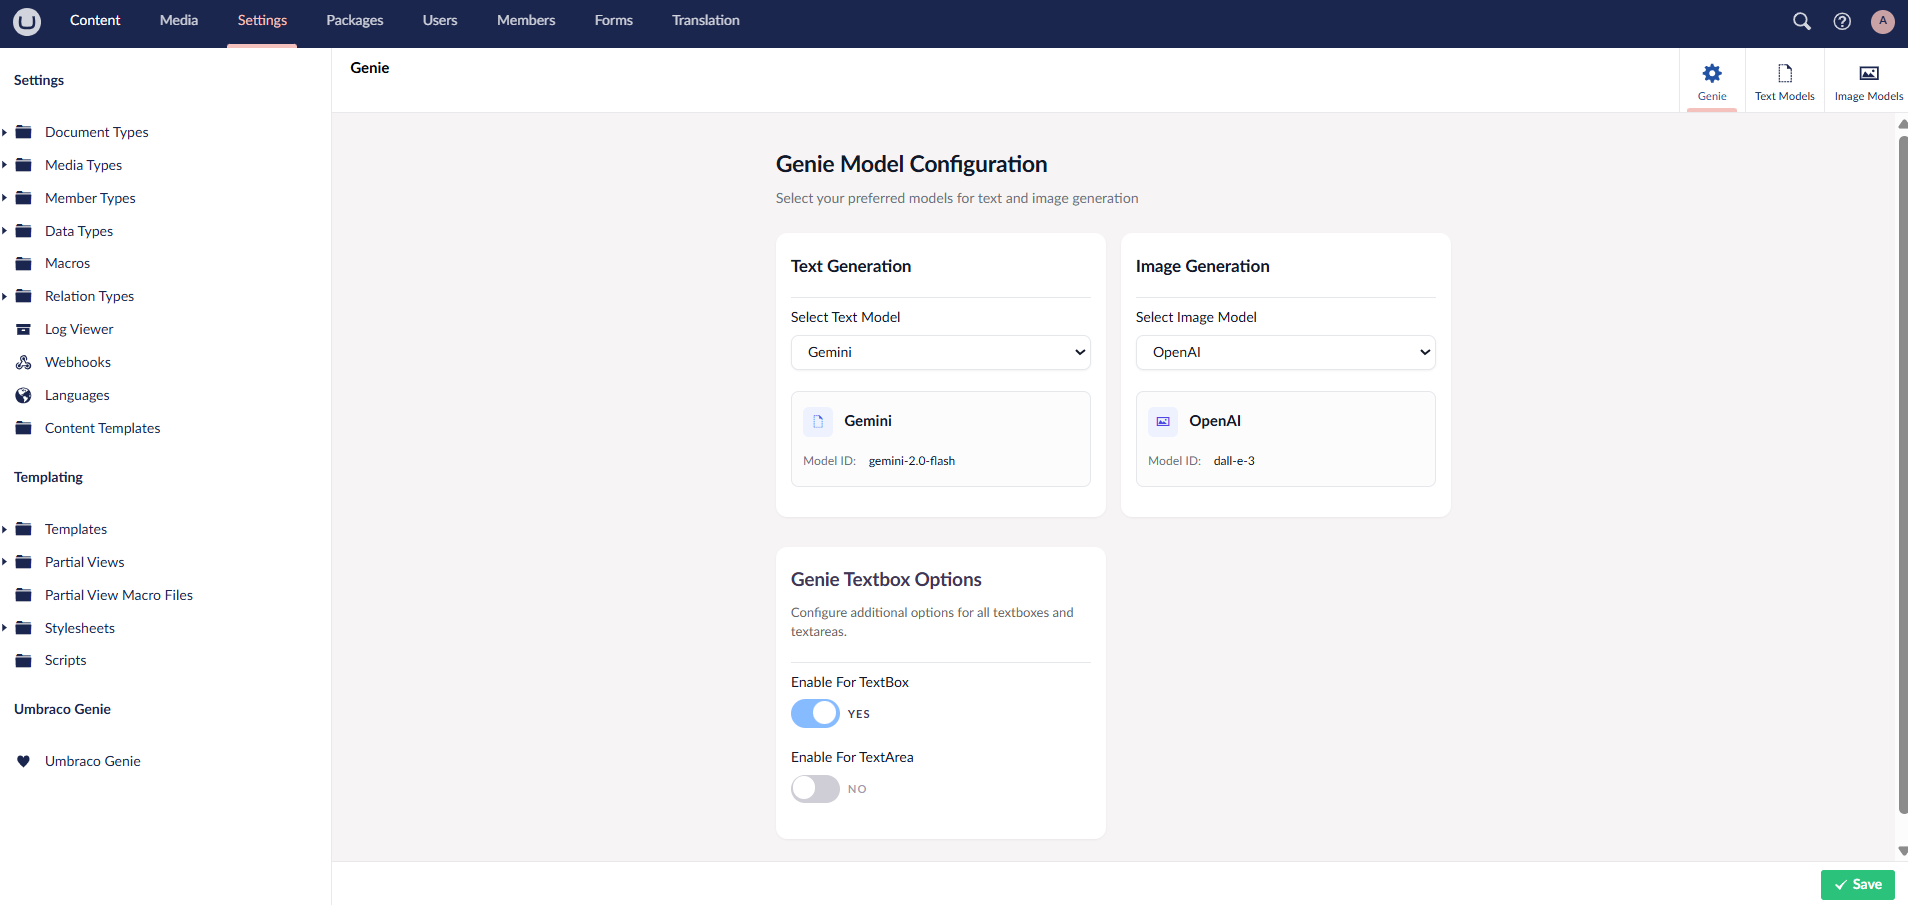 Content Media Settings Packages Users Members Forms Translation
A
Settings
Document Types
Media Types
Member Types
Data Types
Macros
Relation Types
Log Viewer
Webhooks
Languages
Content Templates
Templating
Templates
Partial Views
Partial View Macro Files
Stylesheets
Scripts
Umbraco Genie
Umbraco Genie
Genie
Genie Text Models Image Models
Genie Model Configuration
Select your preferred models for text and image generation
Text Generation
Select Text Model
Gemini
Gemini
Model ID: gemini-2.0-flash
Image Generation
Select Image Model
OpenAI
OpenAI
Model ID: dall-e-3
Genie Textbox Options
Configure additional options for all textboxes and
textareas.
Enable For TextBox
YES
Enable For TextArea
NO
Save